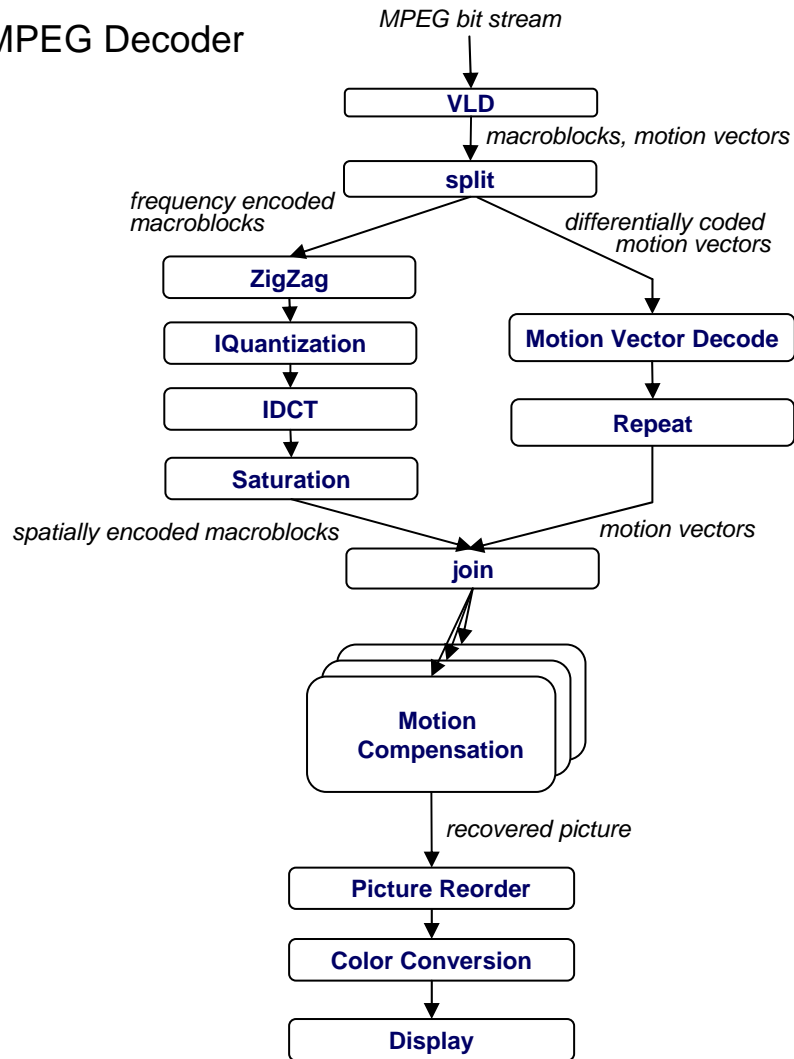 MPEG Decoder
MPEG bit stream
VLD
macroblocks, motion vectors
split
frequency encoded
macroblocks
differentially coded
motion vectors
ZigZag
IQuantization
Motion Vector Decode
IDCT
Repeat
Saturation
spatially encoded macroblocks
motion vectors
join
Motion
Compensation
recovered picture
Picture Reorder
Color Conversion
Display